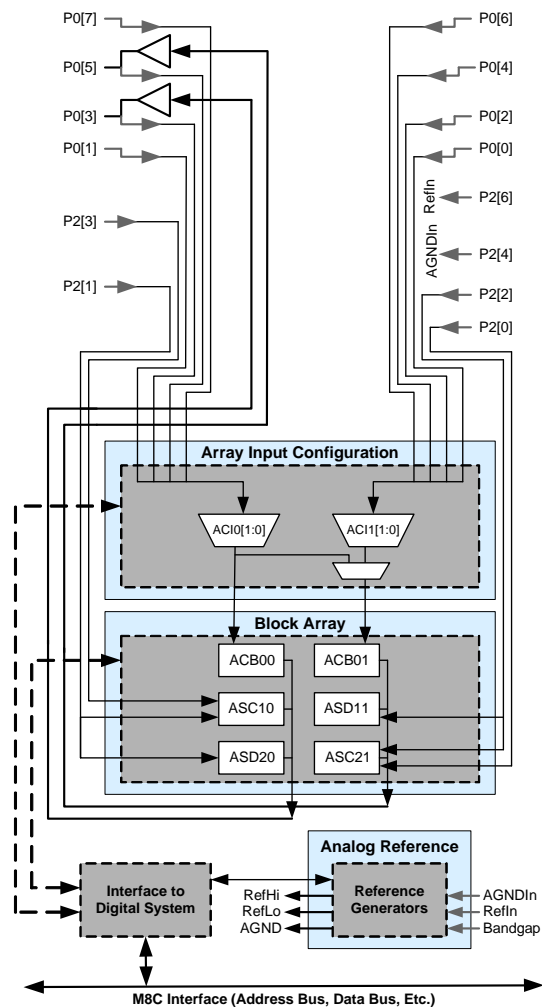 P0[7]
P0[6]
P0[5]
P0[4]
P0[3]
P0[2]
P0[1]
P0[0]
P2[6]
RefIn
P2[3]
P2[4]
AGNDIn
P2[1]
P2[2]
P2[0]
Array Input Configuration
ACI0[1:0]
ACI1[1:0]
Block Array
ACB00
ACB01
ASC10
ASD11
ASD20
ASC21
Analog Reference
Interface to
Digital System
Reference
Generators
RefHi
RefLo
AGND
AGNDIn
RefIn
Bandgap
M8C Interface (Address Bus, Data Bus, Etc.)